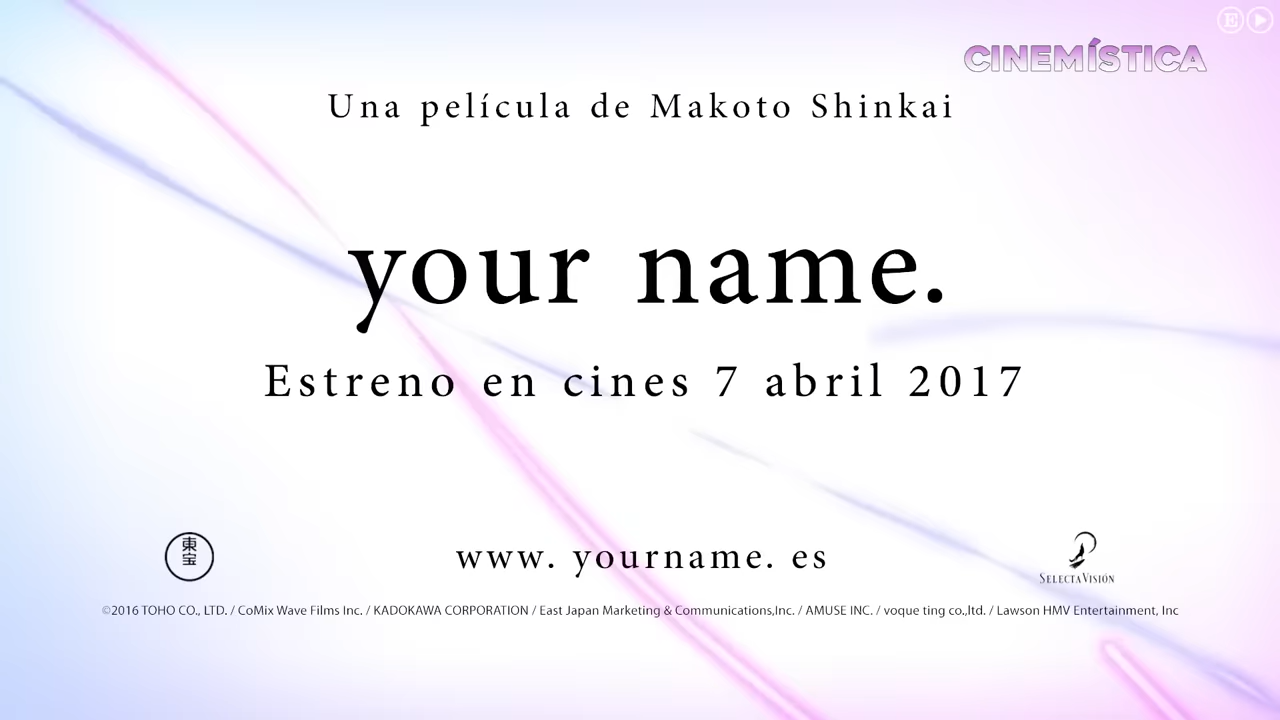 E
CINEMÍSTICA
Una película de Makoto Shinkai
your name.
Estreno en cines 7 abril 2017
東宝
www. yourname. es
SELECTAVISIÓN
©2016 TOHO CO., LTD. / CoMix Wave Films Inc. / KADOKAWA CORPORATION / East Japan Marketing & Communications,Inc. / AMUSE INC. / voque ting co.,ltd. / Lawson HMV Entertainment, Inc